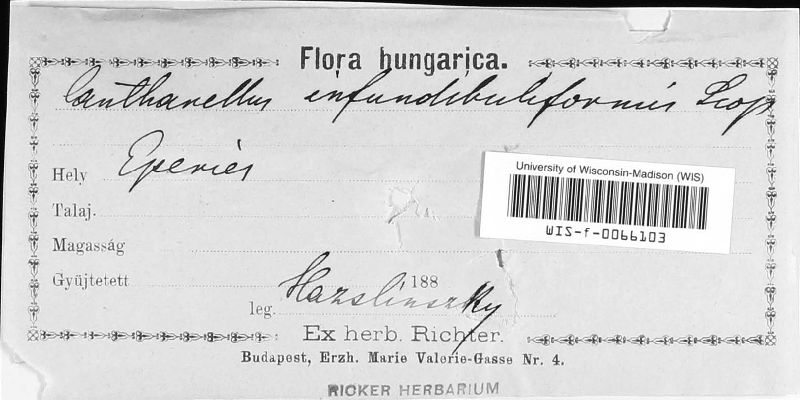 Flora hungarica.
Cantharellus infundibuliformis Scop
Hely Eperies
University of Wisconsin-Madison (WIS)
WIS-f-0066103
Talaj.
Magasság
Gyüjtetett 188
leg. Hazslinszky
Ex herb. Richter.
Budapest, Erzh. Marie Valerie-Gasse Nr. 4.
RICKER HERBARIUM